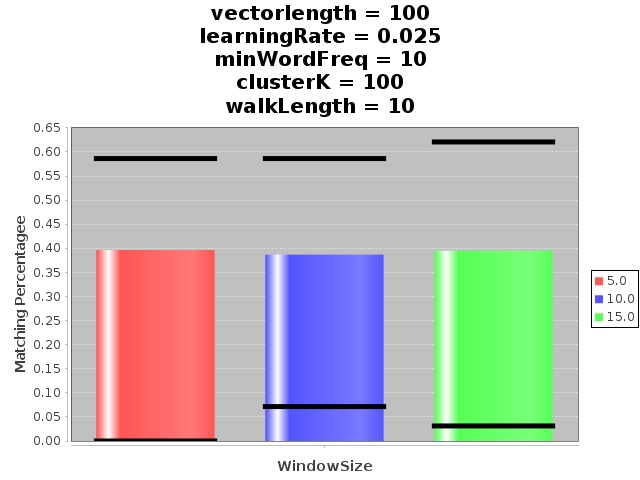 vectorlength = 100
learningRate = 0.025
minWordFreq = 10
clusterK = 100
walkLength = 10
0.65
0.60
0.55
0.50
0.45
0.40
0.35
0.30
0.25
0.20
0.15
0.10
0.05
0.00
Matching Percentagee
WindowSize
5.0
10.0
15.0